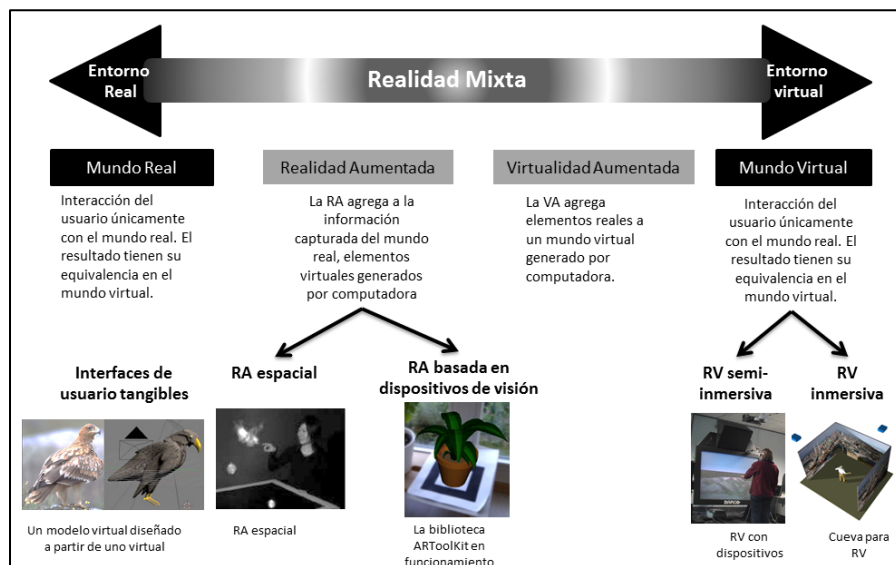 Entorno
Real
Realidad Mixta
Entorno
virtual
Mundo Real
Realidad Aumentada
Virtualidad Aumentada
Mundo Virtual
Interacción del
usuario únicamente
con el mundo real. El
resultado tienen su
equivalencia en el
mundo virtual.
La RA agrega a la
información
capturada del mundo
real, elementos
virtuales generados
por computadora
La VA agrega
elementos reales a
un mundo virtual
generado por
computadora.
Interacción del
usuario únicamente
con el mundo real. El
resultado tienen su
equivalencia en el
mundo virtual.
Interfaces de
usuario tangibles
RA espacial
RA basada en
dispositivos de visión
RV semi-
inmersiva
RV
inmersiva
Un modelo virtual diseñado
a partir de uno virtual
RA espacial
La biblioteca
ARToolKit en
funcionamiento
RV con
dispositivos
Cueva para
RV